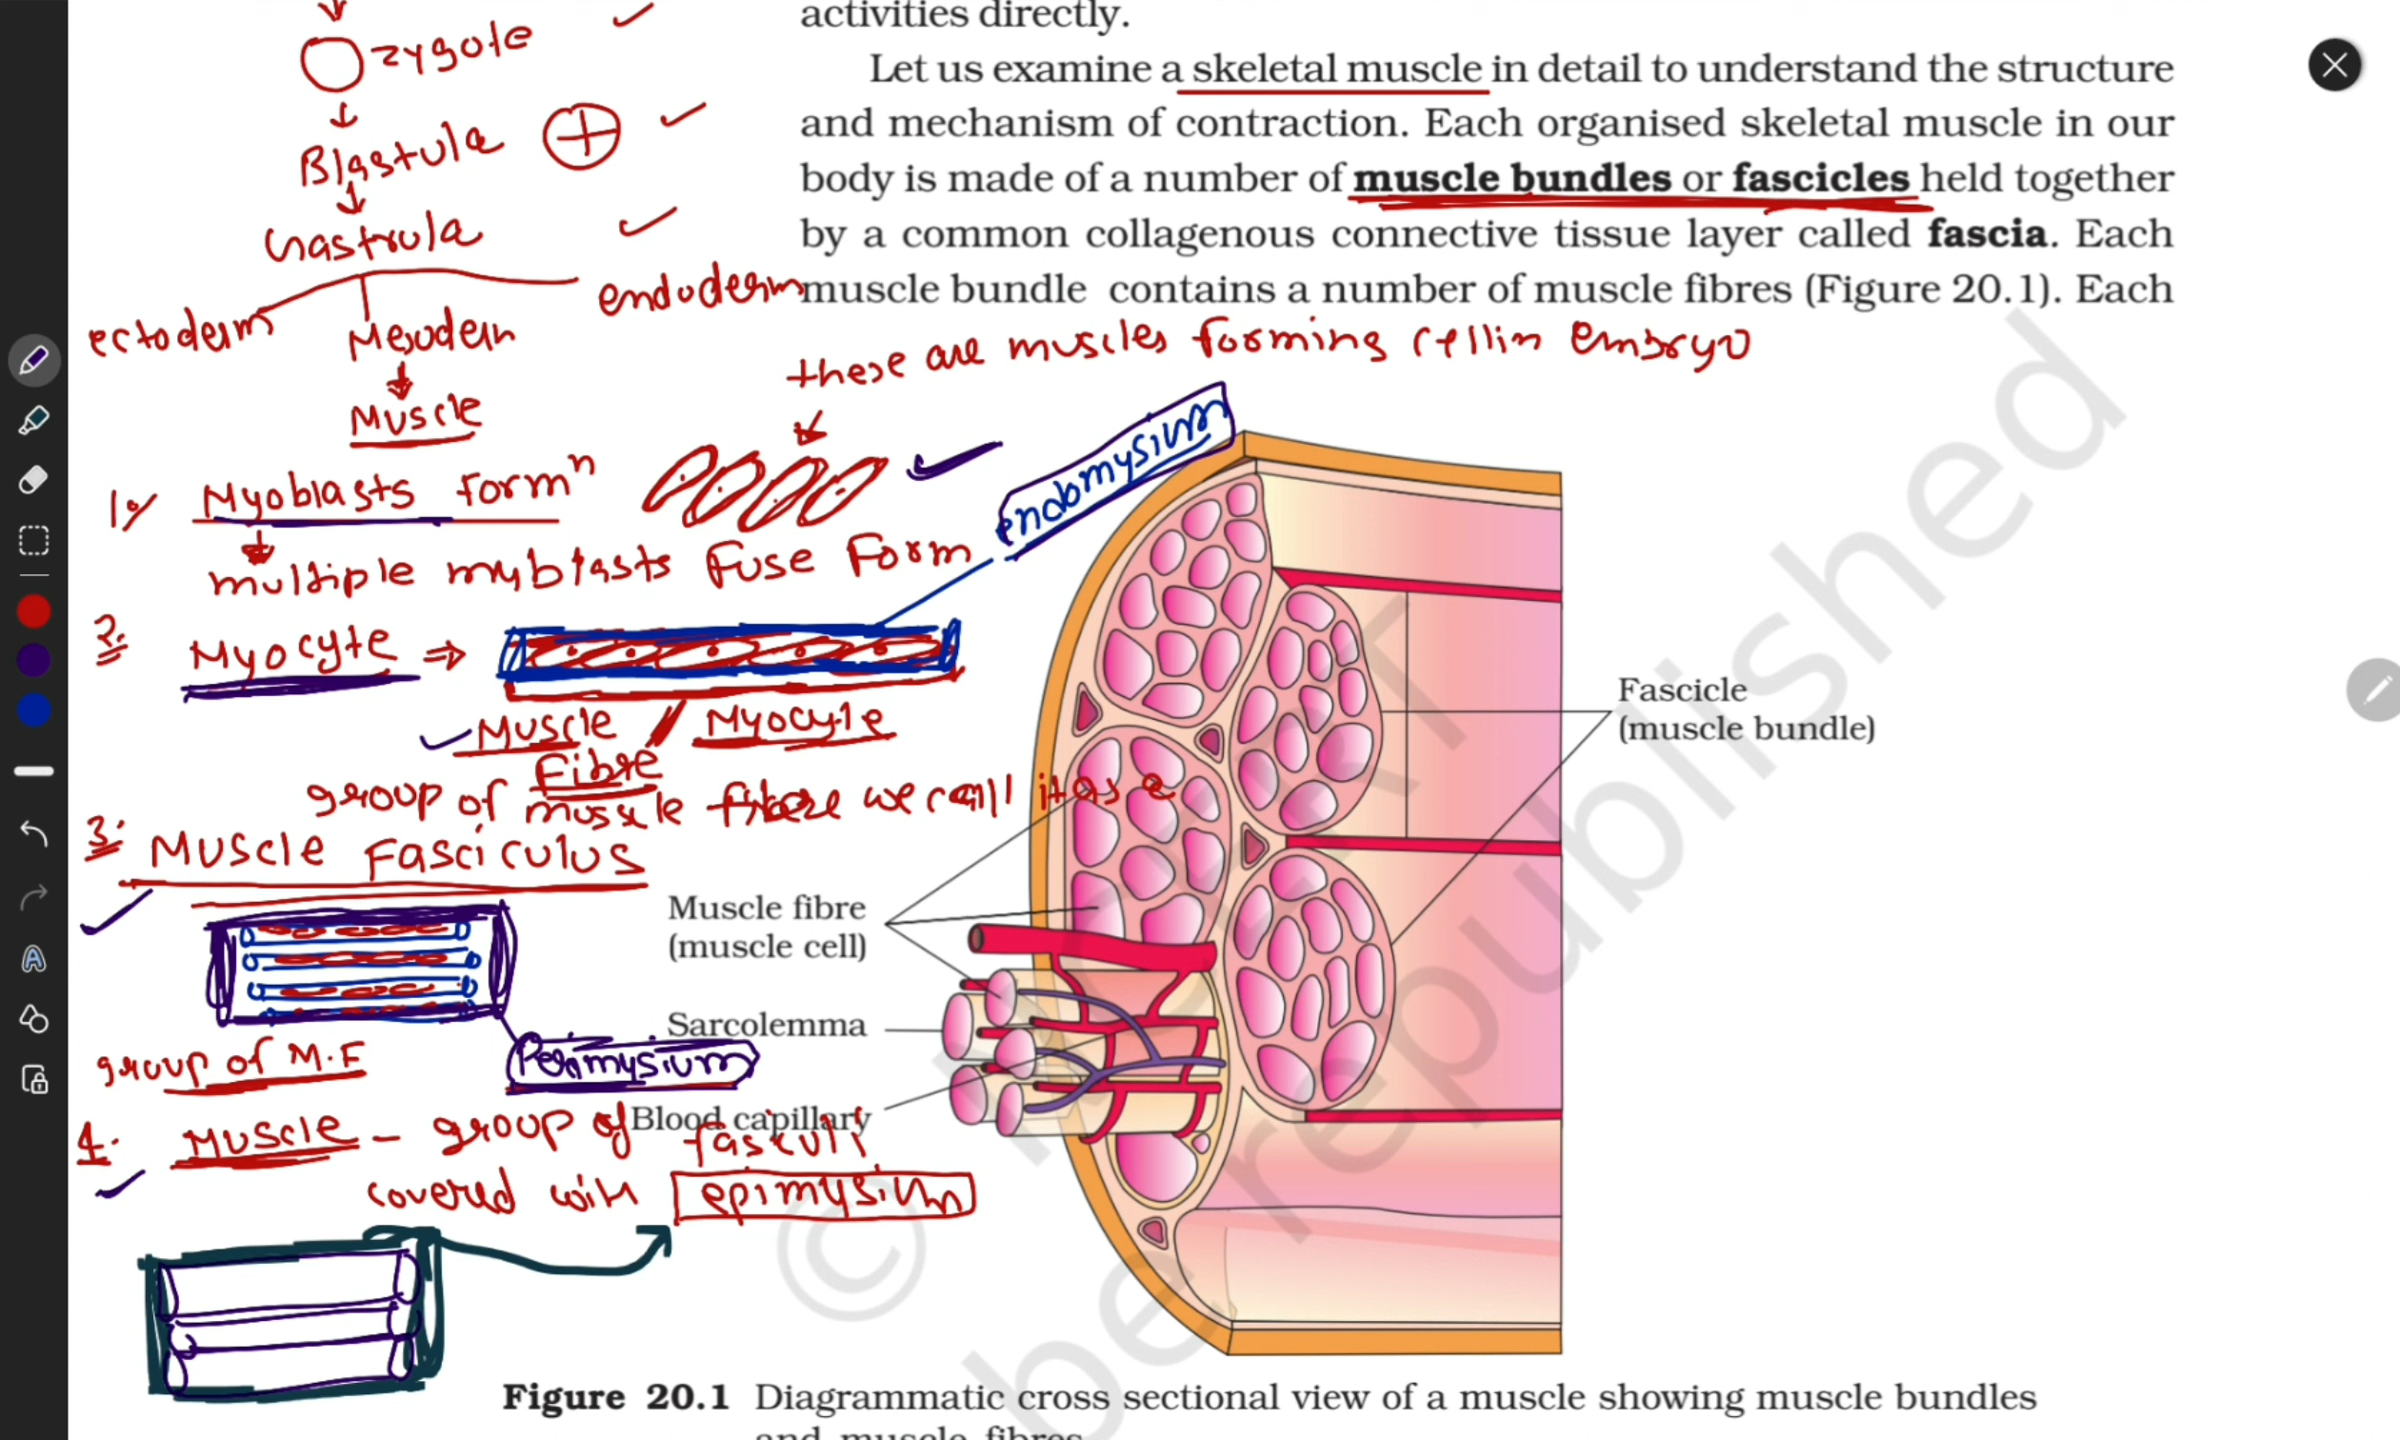 activities directly.
Let us examine a skeletal muscle in detail to understand the structure
and mechanism of contraction. Each organised skeletal muscle in our
body is made of a number of muscle bundles or fascicles held together
by a common collagenous connective tissue layer called fascia. Each
muscle bundle contains a number of muscle fibres (Figure 20.1). Each
zygote
Blastula
Gastrula
ectoderm
Mesoderm
endoderm
Muscle
these are muscles forming cell in Embryo
1. Myoblasts formⁿ
multiple myblasts Fuse Form
endomysium
2. Myocyte ⇒
Muscle Fibre / Myocyte
group of muscle fibre we call it as a
3. Muscle Fasciculus
group of M.F
Perimysium
4. Muscle - group of fasculi
covered with epimysium
Fascicle
(muscle bundle)
Muscle fibre
(muscle cell)
Sarcolemma
Blood capillary
© NCERT
be republished
Figure 20.1 Diagrammatic cross sectional view of a muscle showing muscle bundles
and muscle fibres